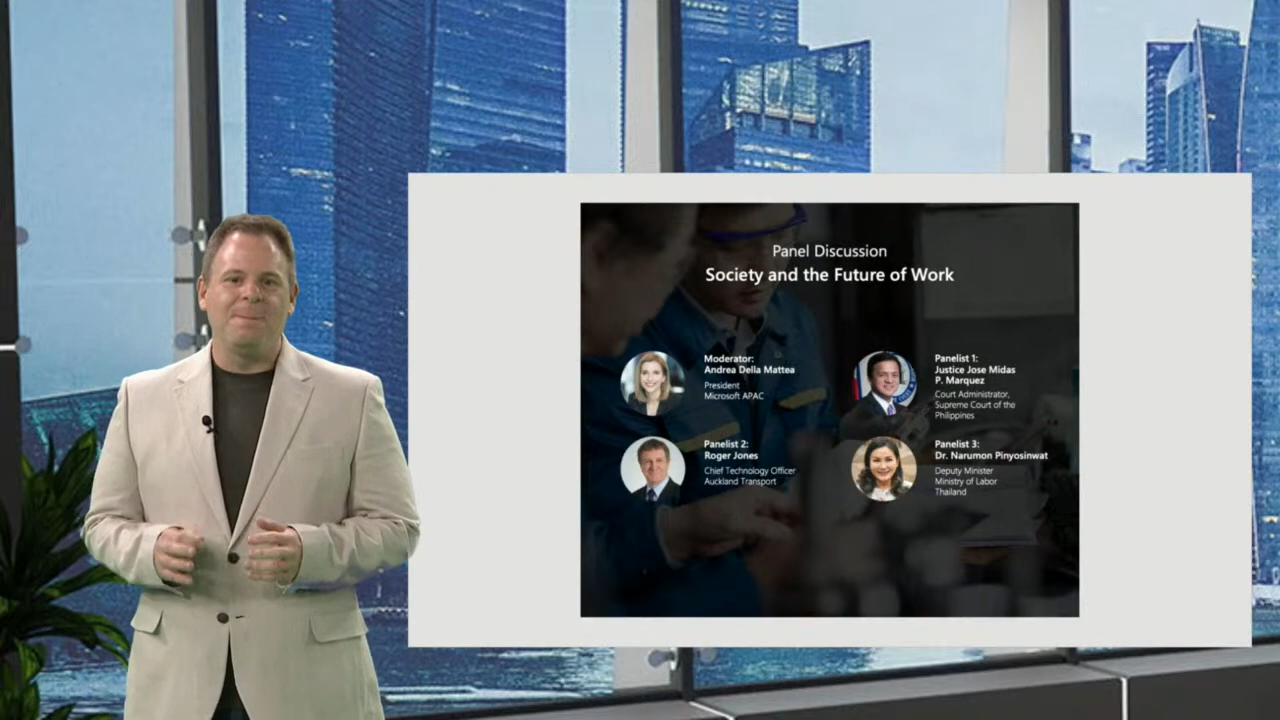 Panel Discussion
Society and the Future of Work
Moderator:
Andrea Della Mattea
President
Microsoft APAC
Panelist 1:
Justice Jose Midas
P. Marquez
Court Administrator,
Supreme Court of the
Philippines
Panelist 2:
Roger Jones
Chief Technology Officer
Auckland Transport
Panelist 3:
Dr. Narumon Pinyosinwat
Deputy Minister
Ministry of Labor
Thailand